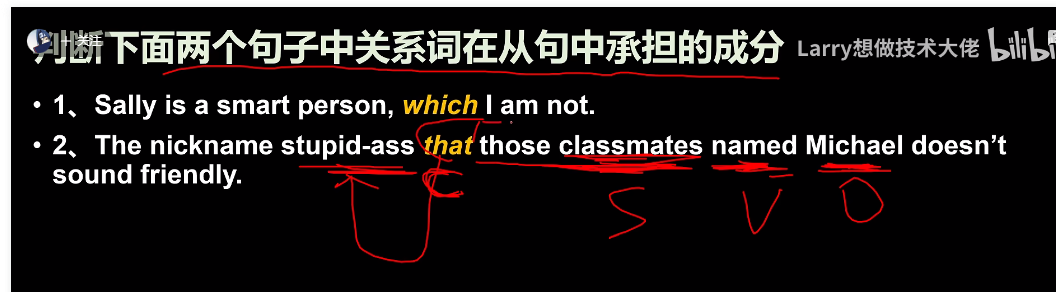 判断下面两个句子中关系词在从句中承担的成分 Larry想做技术大佬 bilibi
• 1、Sally is a smart person, which I am not.
• 2、The nickname stupid-ass that those classmates named Michael doesn't
sound friendly.
C S V O